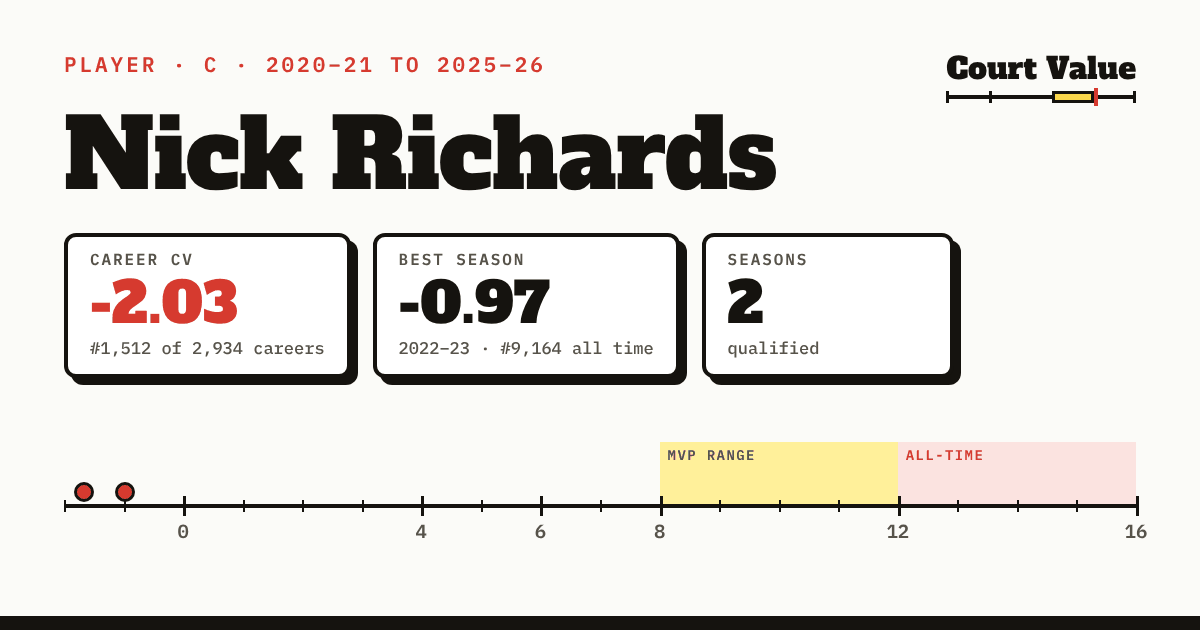 PLAYER · C · 2020–21 TO 2025–26
Court Value
Nick Richards
CAREER CV
-2.03
#1,512 of 2,934 careers
BEST SEASON
-0.97
2022–23 · #9,164 all time
SEASONS
2
qualified
MVP RANGE
ALL-TIME
0 4 6 8 12 16